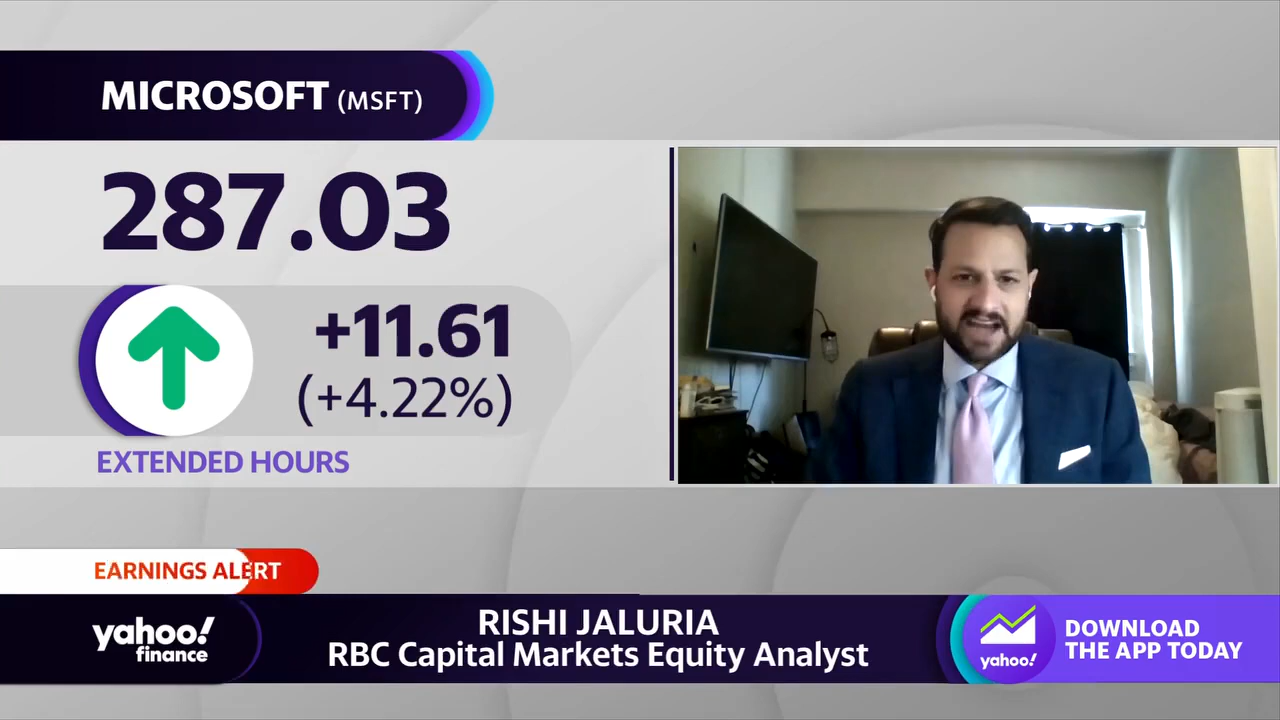 MICROSOFT (MSFT)
287.03
+11.61
(+4.22%)
EXTENDED HOURS
EARNINGS ALERT
yahoo!
finance
RISHI JALURIA
RBC Capital Markets Equity Analyst
yahoo!
DOWNLOAD
THE APP TODAY